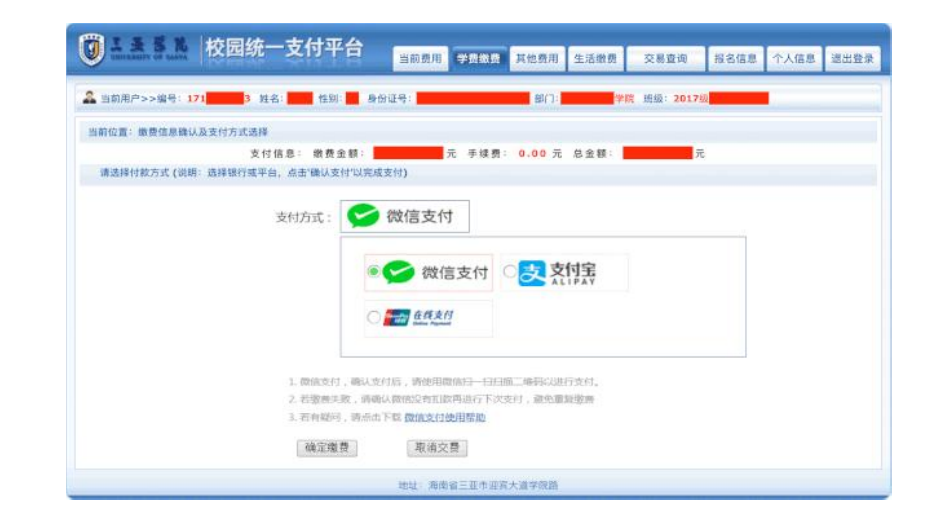 三亚学院 校园统一支付平台
UNIVERSITY OF SANYA
当前费用 学费缴费 其他费用 生活缴费 交易查询 报名信息 个人信息 退出登录
当前用户>>编号: 171 3 姓名: 性别: 身份证号: 部门: 学院 班级: 2017级
当前位置: 缴费信息确认及支付方式选择
支付信息: 缴费金额: 元 手续费: 0.00 元 总金额: 元
请选择付款方式 (说明: 选择银行或平台, 点击'确认支付'以完成支付)
支付方式: 微信支付
微信支付 支 支付宝
ALIPAY
在线支付
Online Payment
1. 微信支付,确认支付后,请使用微信扫一扫扫描二维码以进行支付。
2. 若缴费失败,请确认微信没有扣款再进行下次支付,避免重复缴费
3. 若有疑问,请点击下载 微信支付使用帮助
确定缴费 取消交费
地址: 海南省三亚市迎宾大道学院路